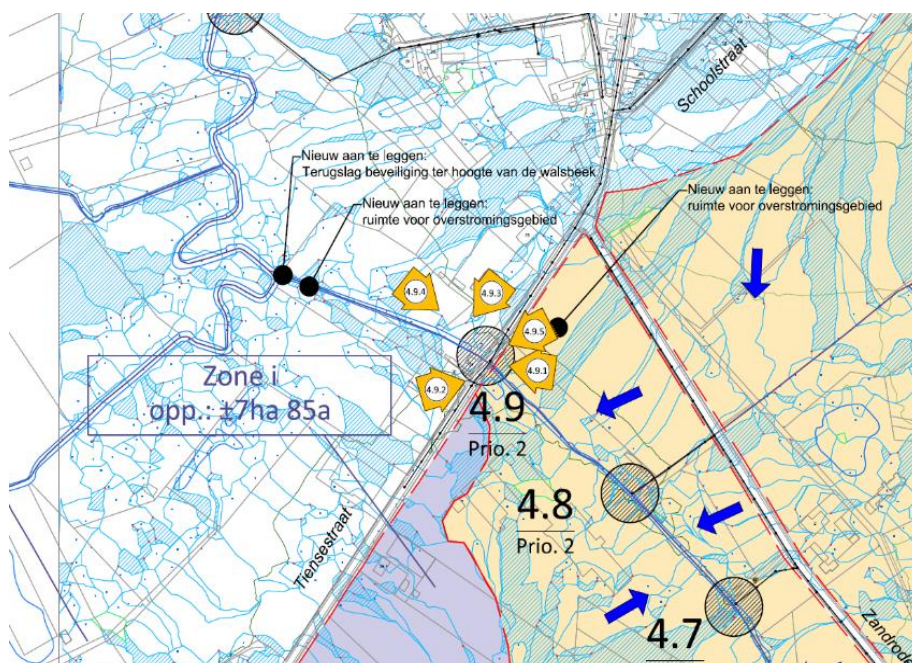 Schoolstraat
Nieuw aan te leggen:
Terugslag beveiliging ter hoogte van de walsbeek
Nieuw aan te leggen:
ruimte voor overstromingsgebied
Nieuw aan te leggen:
ruimte voor overstromingsgebied
4.9.4
4.9.3
4.9.5
4.9.1
4.9.2
Zone i
opp.: ±7ha 85a
4.9
Prio. 2
4.8
Prio. 2
Tiensestraat
4.7
Zandrod